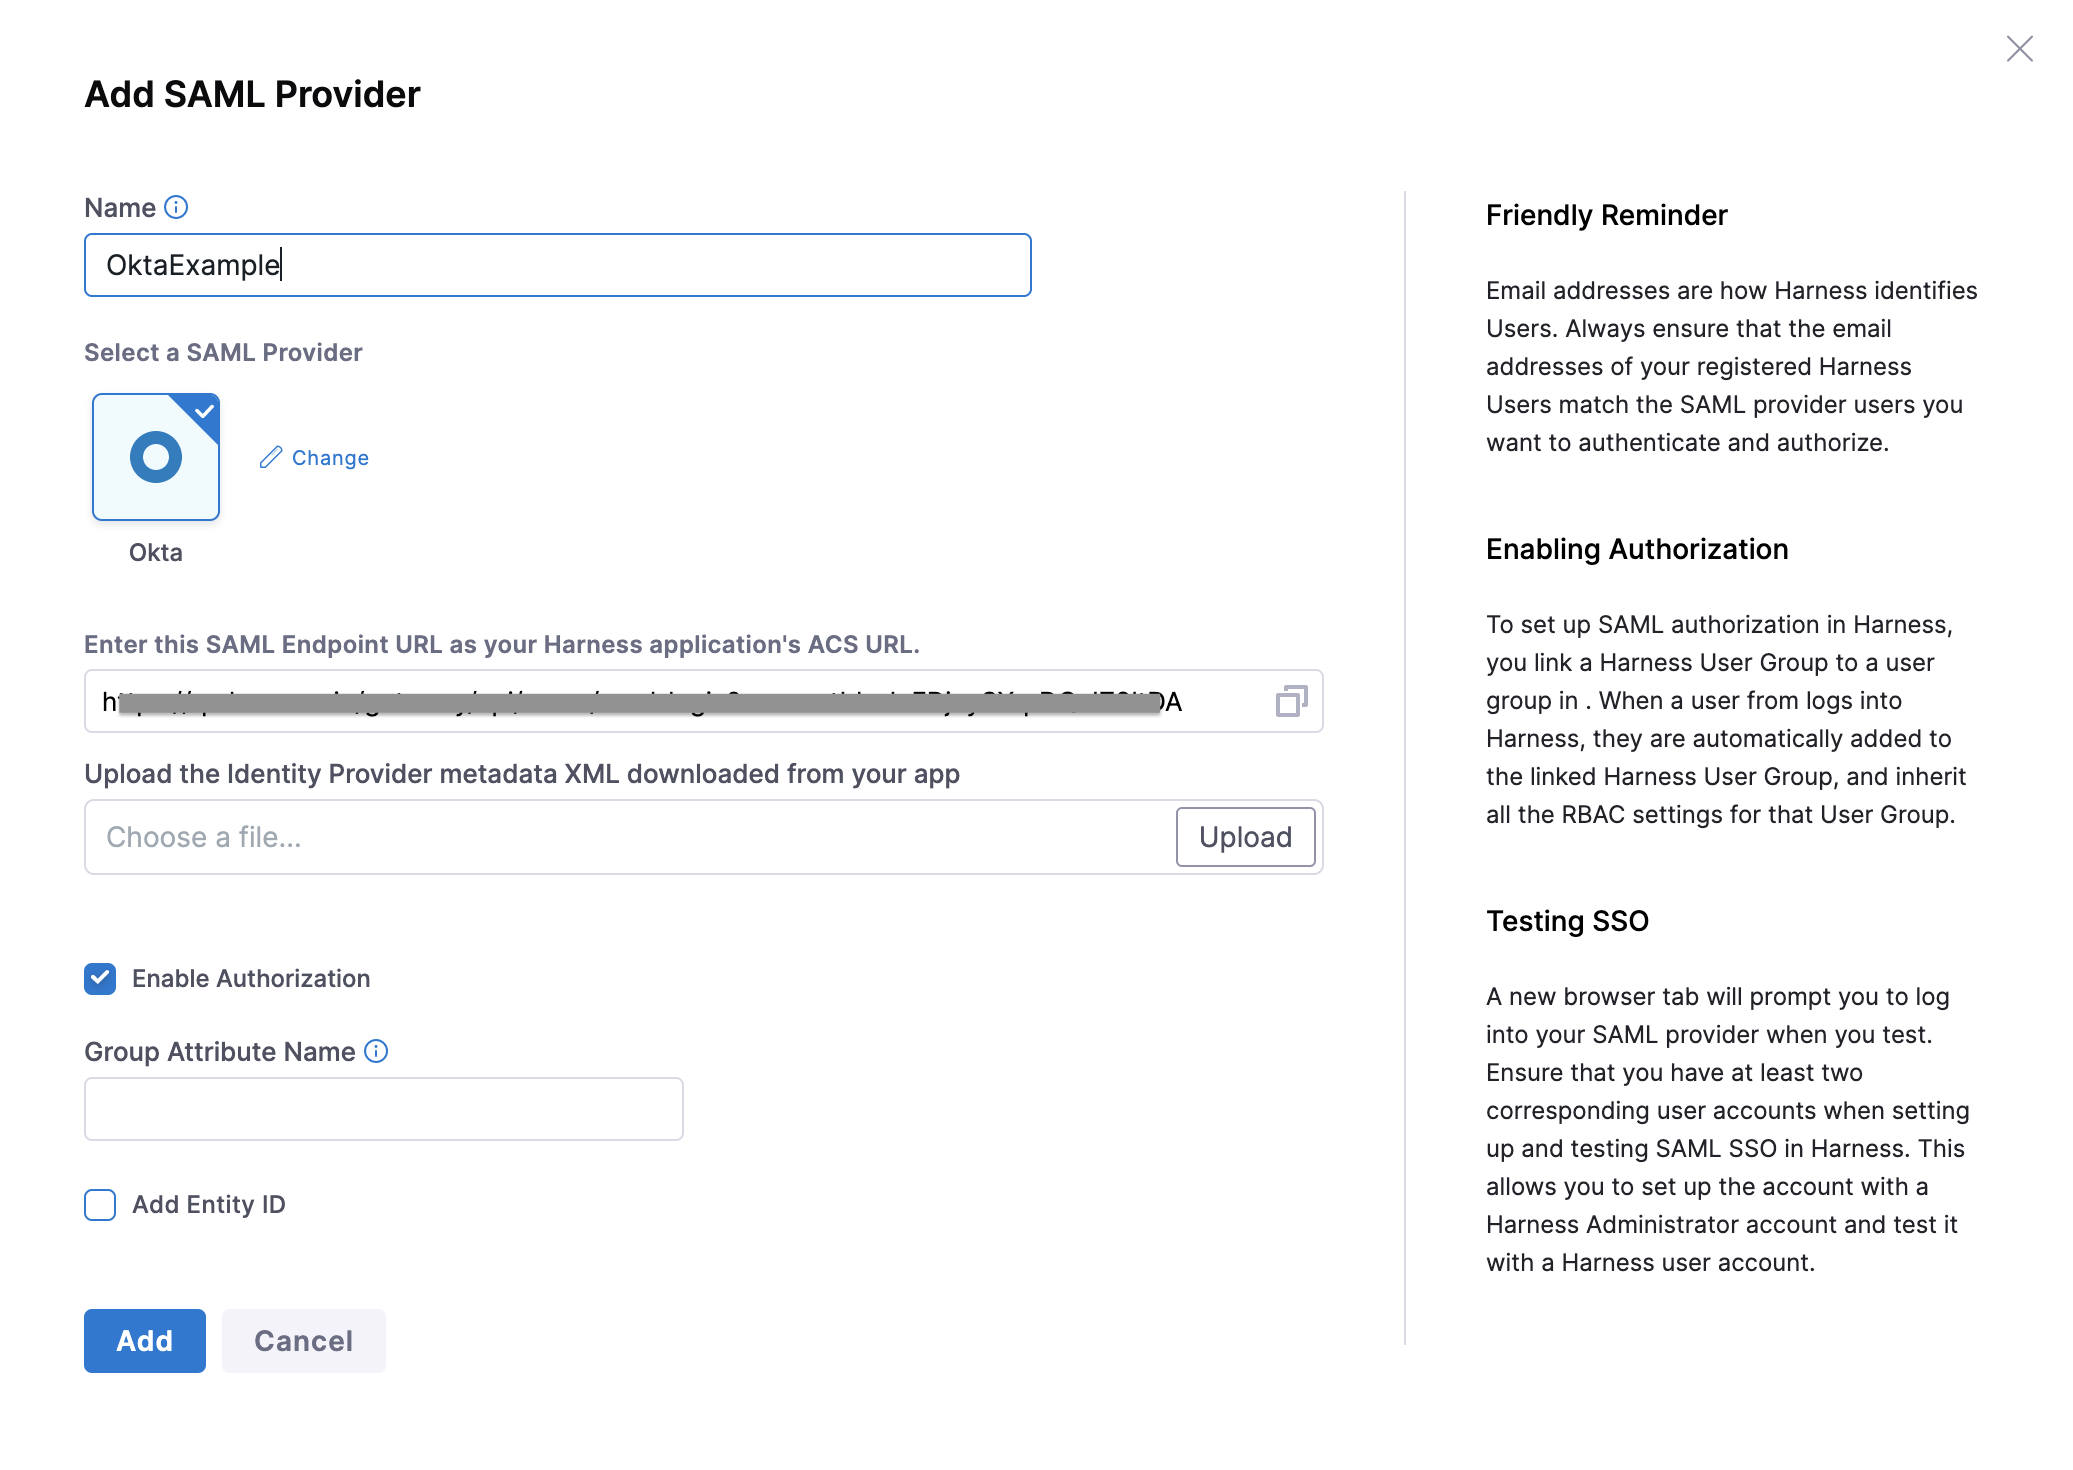 Add SAML Provider
Name
OktaExample
Select a SAML Provider
Change
Okta
Enter this SAML Endpoint URL as your Harness application's ACS URL.
Upload the Identity Provider metadata XML downloaded from your app
Choose a file...
Upload
Enable Authorization
Group Attribute Name
Add Entity ID
Add
Cancel
Friendly Reminder
Email addresses are how Harness identifies
Users. Always ensure that the email
addresses of your registered Harness
Users match the SAML provider users you
want to authenticate and authorize.
Enabling Authorization
To set up SAML authorization in Harness,
you link a Harness User Group to a user
group in . When a user from logs into
Harness, they are automatically added to
the linked Harness User Group, and inherit
all the RBAC settings for that User Group.
Testing SSO
A new browser tab will prompt you to log
into your SAML provider when you test.
Ensure that you have at least two
corresponding user accounts when setting
up and testing SAML SSO in Harness. This
allows you to set up the account with a
Harness Administrator account and test it
with a Harness user account.